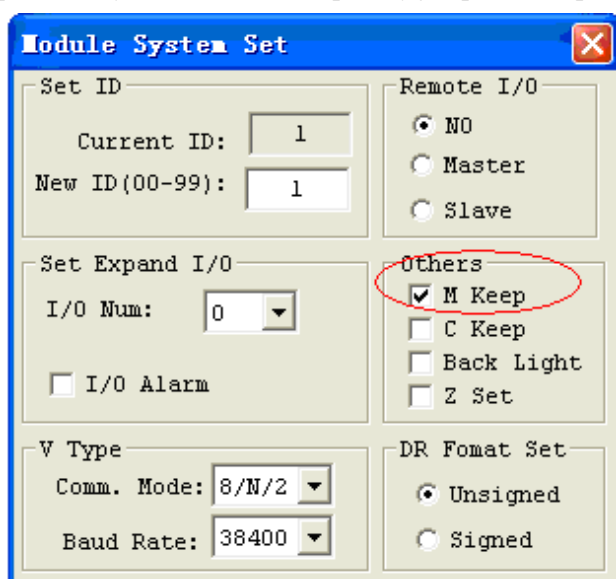 Module System Set
Set ID
Current ID: 1
New ID(00-99): 1
Remote I/O
NO
Master
Slave
Set Expand I/O
I/O Num: 0
I/O Alarm
Others
M Keep
C Keep
Back Light
Z Set
V Type
Comm. Mode: 8/N/2
Baud Rate: 38400
DR Fomat Set
Unsigned
Signed